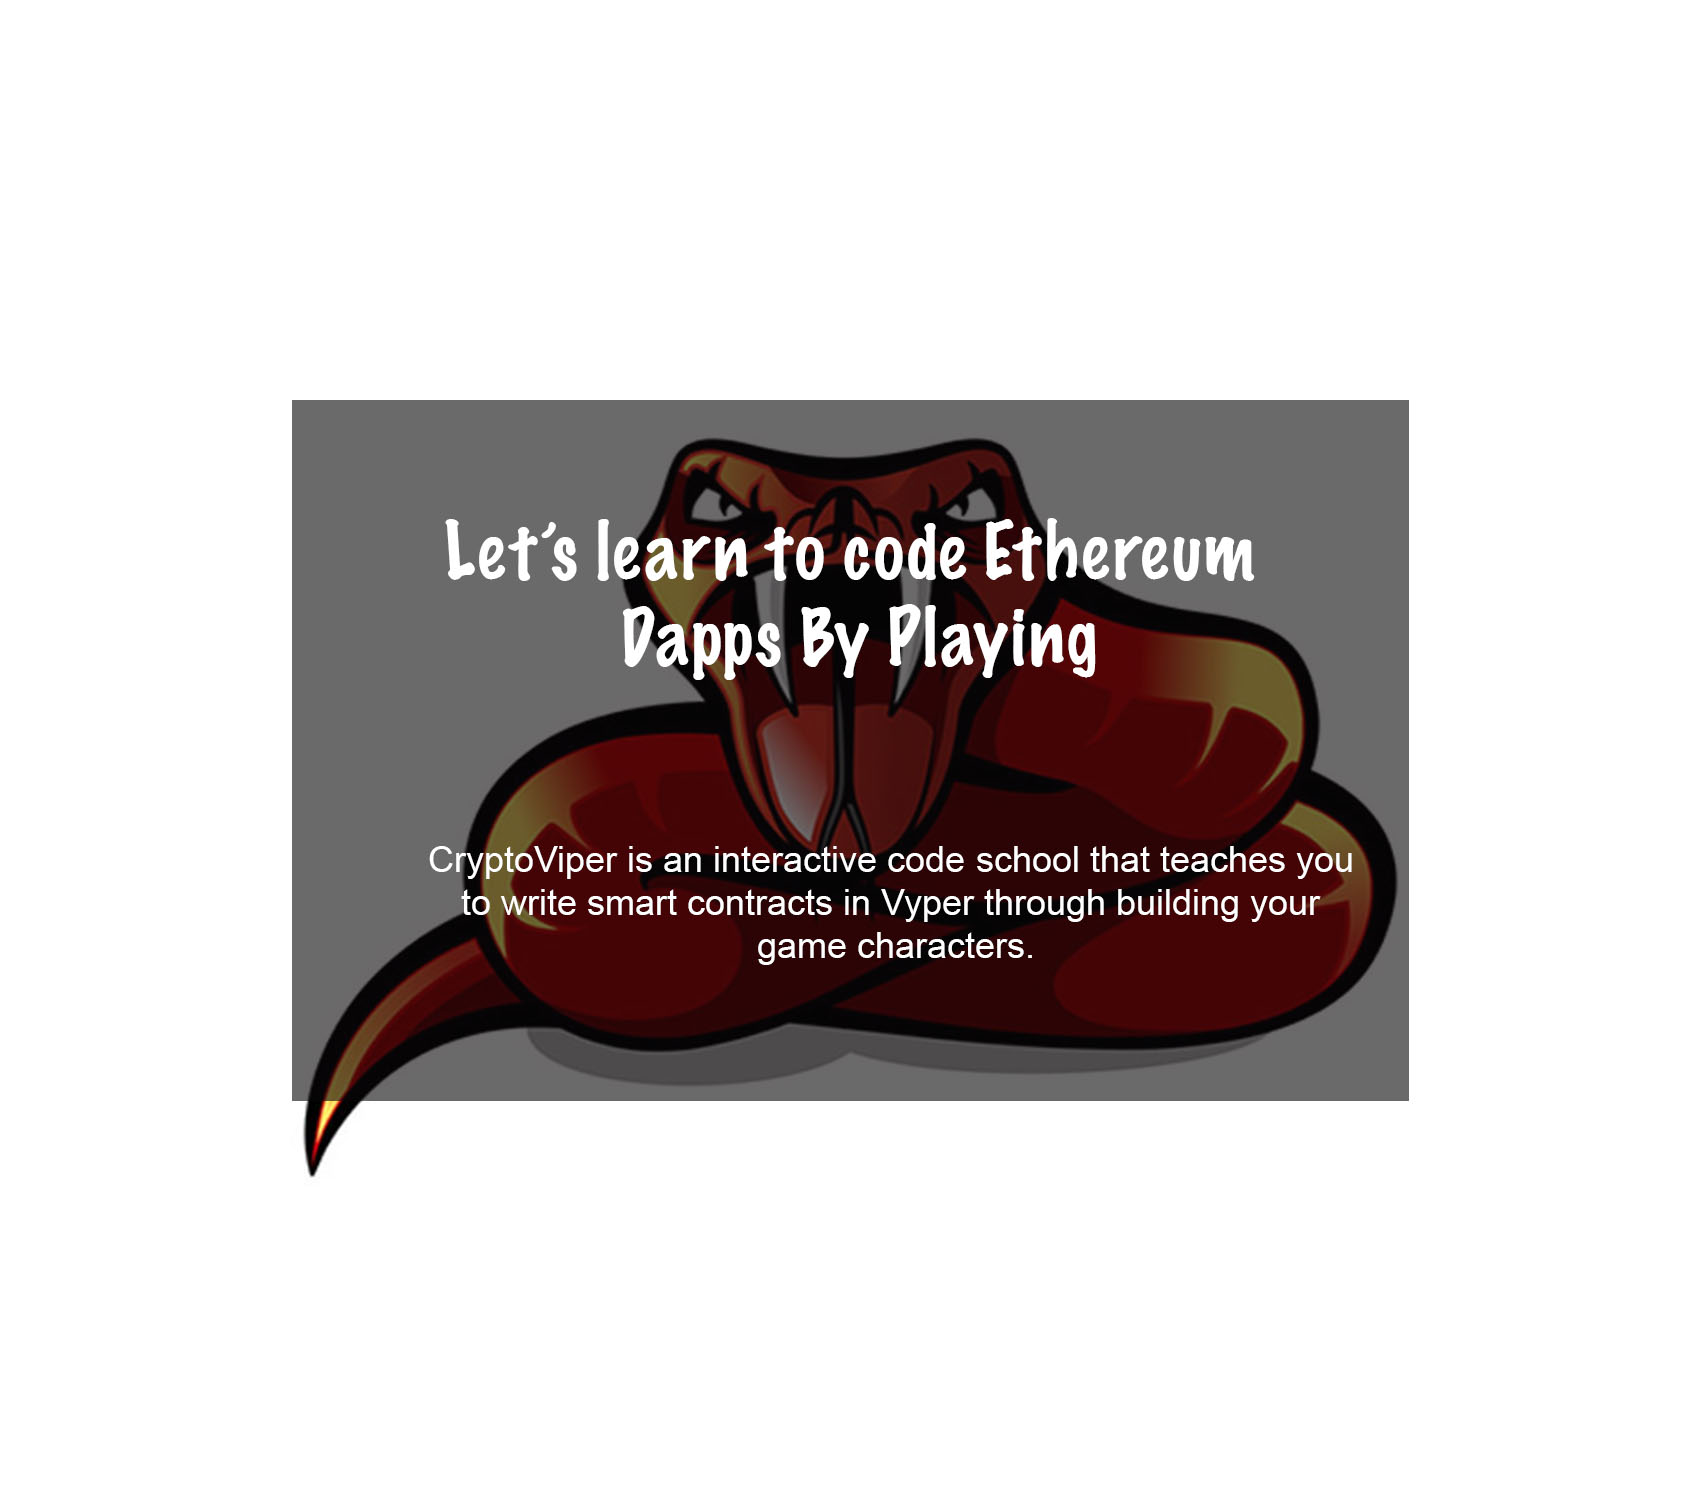 Let's learn to code Ethereum
Dapps By Playing
CryptoViper is an interactive code school that teaches you
to write smart contracts in Vyper through building your
game characters.